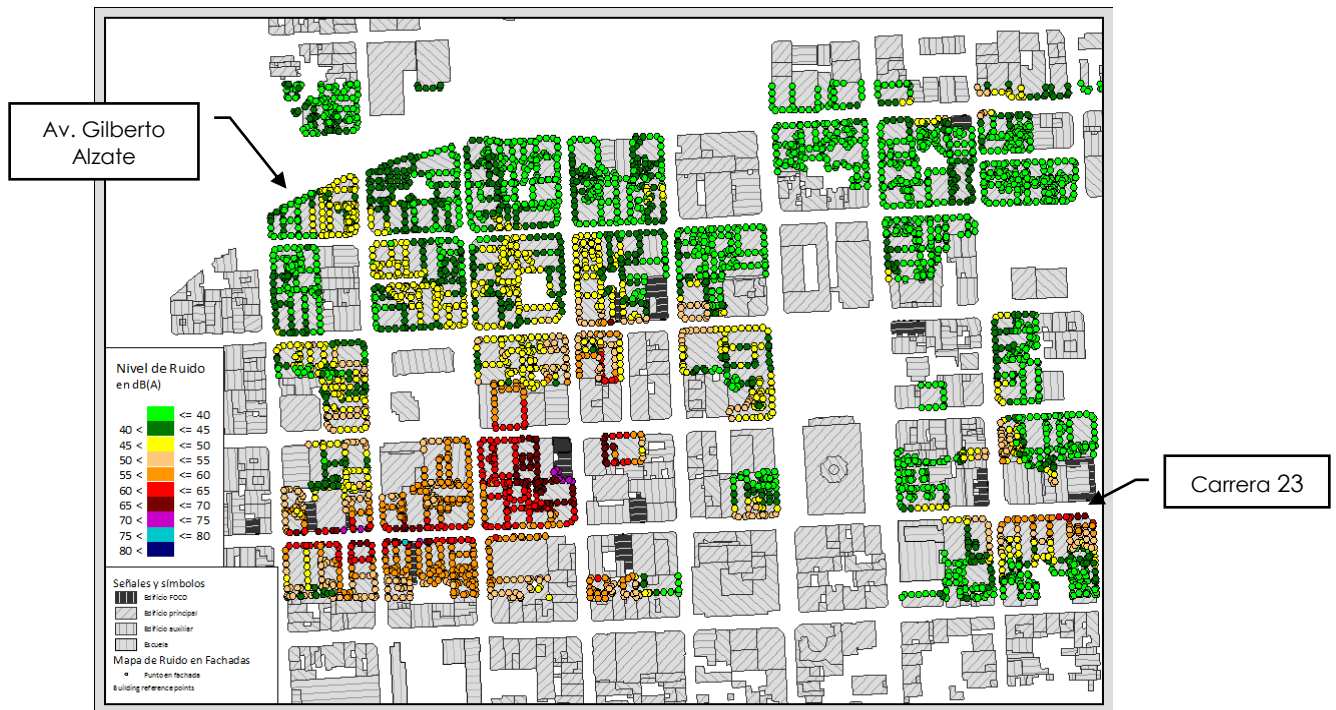 Av. Gilberto
Alzate
Carrera 23
Nivel de Ruido
en dB(A)
<= 40
40 < <= 45
45 < <= 50
50 < <= 55
55 < <= 60
60 < <= 65
65 < <= 70
70 < <= 75
75 < <= 80
80 <
Señales y símbolos
Edificio FOCO
Edificio principal
Edificio auxiliar
Escuela
Mapa de Ruido en Fachadas
Punto en fachada
Building reference points